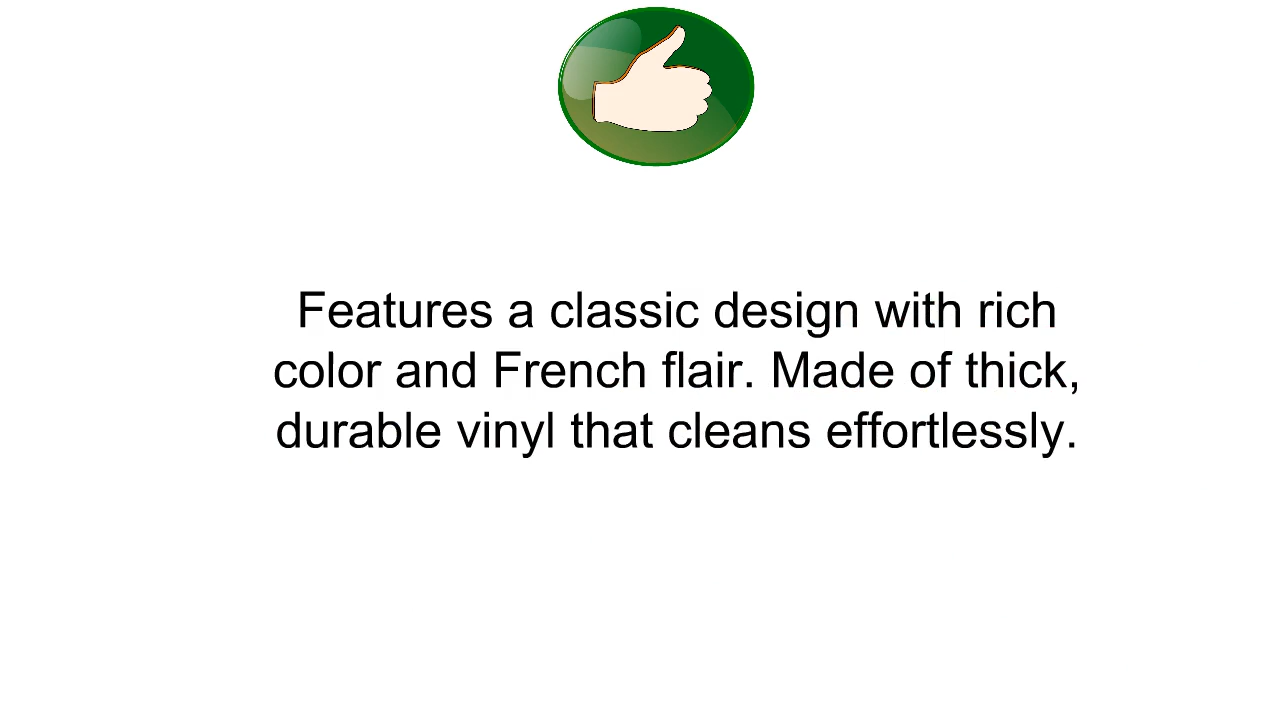 Features a classic design with rich
color and French flair. Made of thick,
durable vinyl that cleans effortlessly.